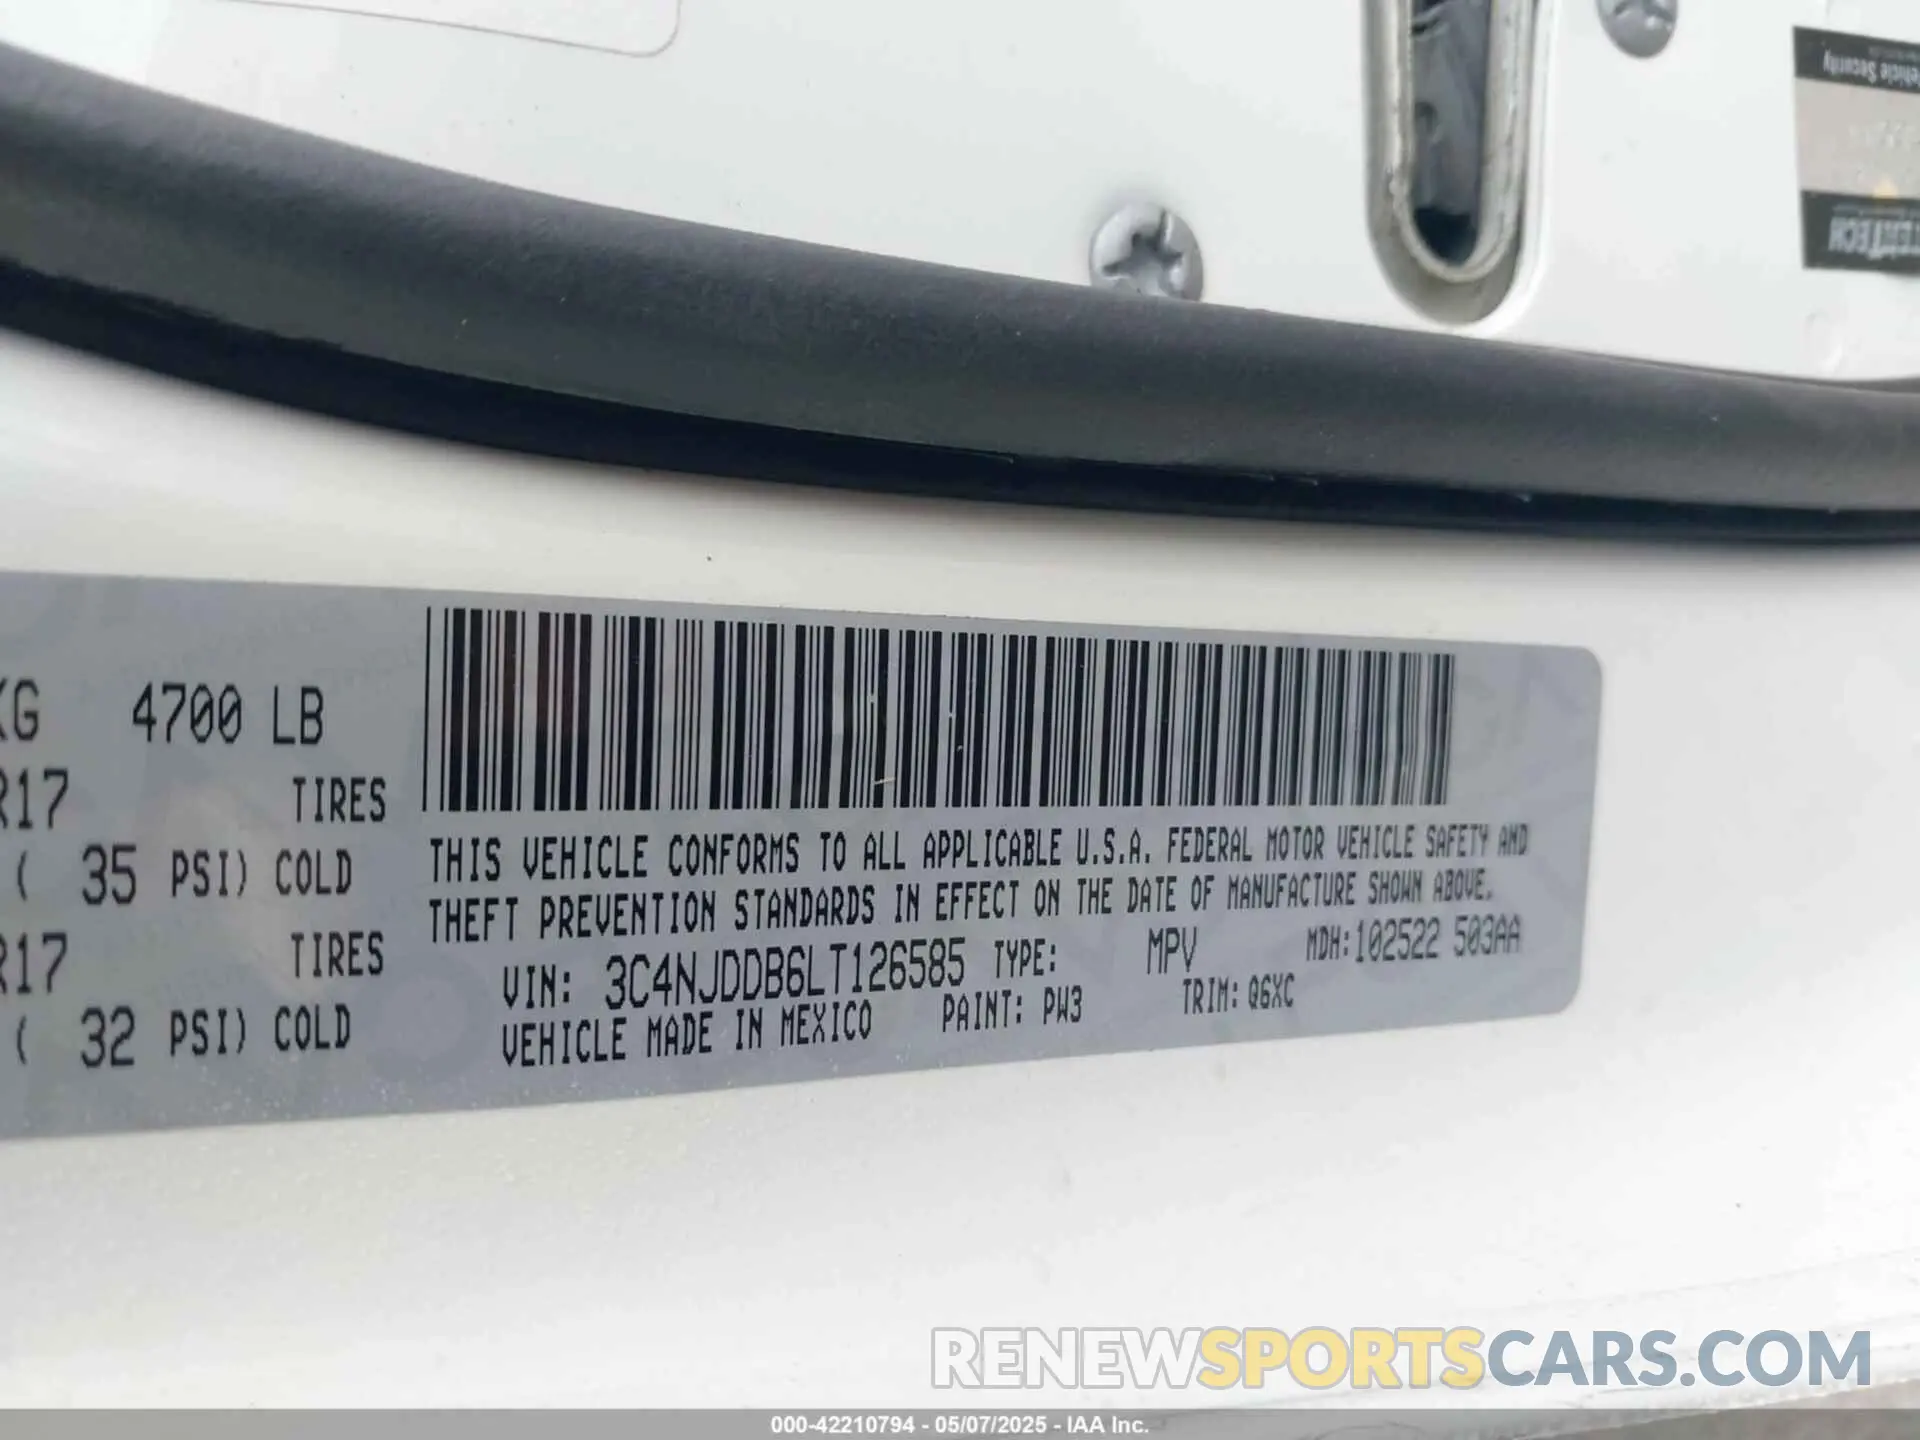 ehicle Security
TECH
KG 4700 LB
R17 TIRES
( 35 PSI) COLD
R17 TIRES
( 32 PSI) COLD
THIS VEHICLE CONFORMS TO ALL APPLICABLE U.S.A. FEDERAL MOTOR VEHICLE SAFETY AND
THEFT PREVENTION STANDARDS IN EFFECT ON THE DATE OF MANUFACTURE SHOWN ABOVE.
VIN: 3C4NJDDB6LT126585 TYPE: MPV MDH:102522 503AA
VEHICLE MADE IN MEXICO PAINT: PW3 TRIM: Q6XC
RENEWSPORTSCARS.COM
000-42210794 - 05/07/2025 - IAA Inc.